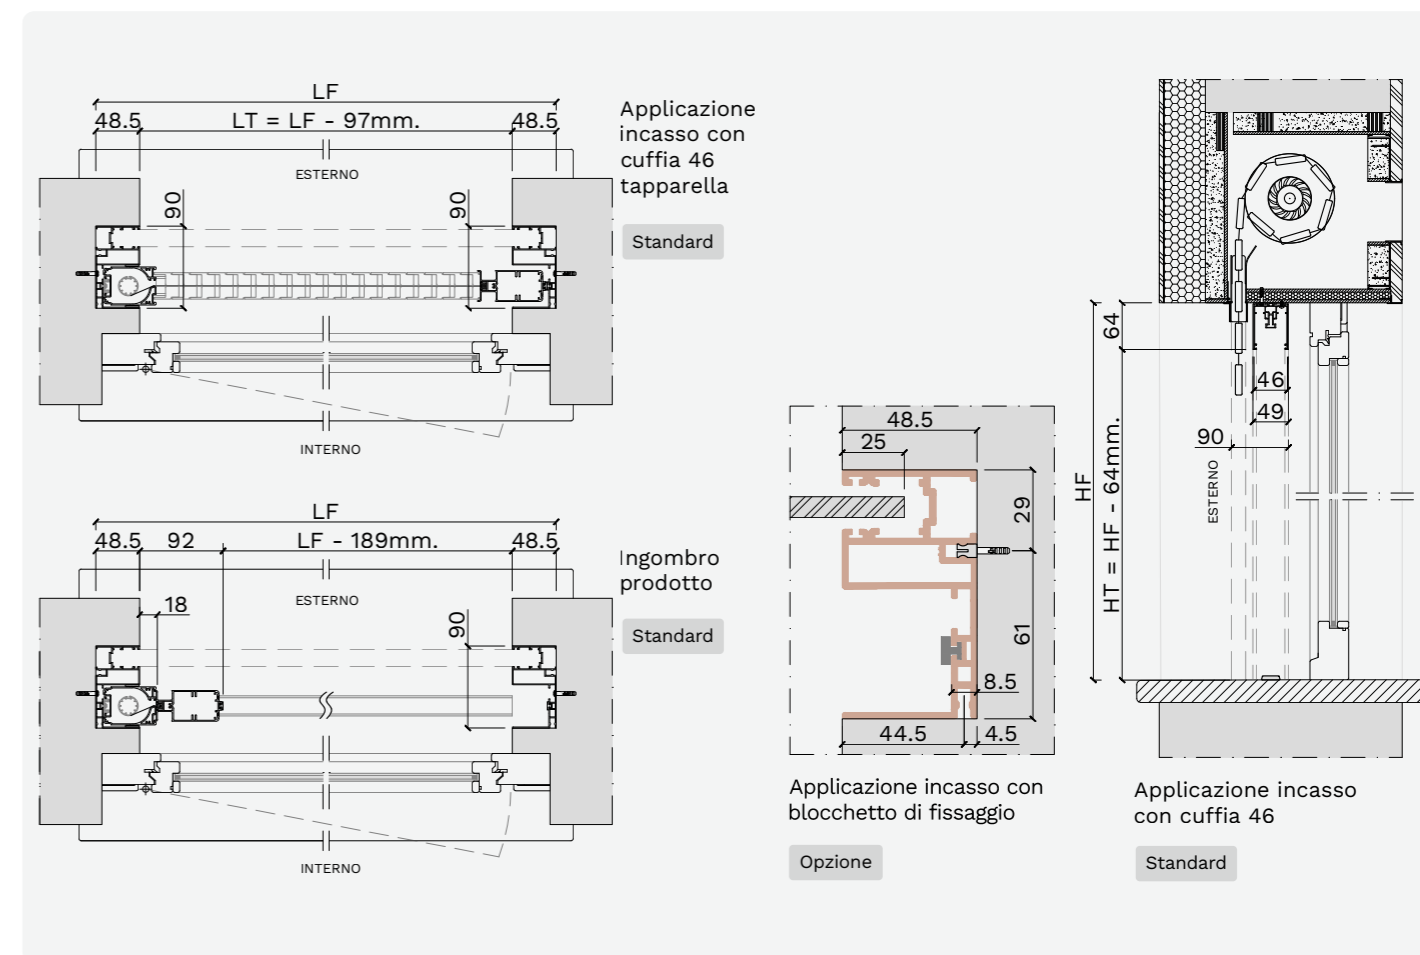 LF
48.5
LT = LF - 97mm.
48.5
ESTERNO
90
90
INTERNO
Applicazione
incasso con
cuffia 46
tapparella
Standard
LF
48.5
92
LF - 189mm.
48.5
ESTERNO
18
90
INTERNO
Ingombro
prodotto
Standard
48.5
25
29
61
8.5
44.5
4.5
Applicazione incasso con
blocchetto di fissaggio
Opzione
64
46
49
90
HF
HT = HF - 64mm.
ESTERNO
Applicazione incasso
con cuffia 46
Standard